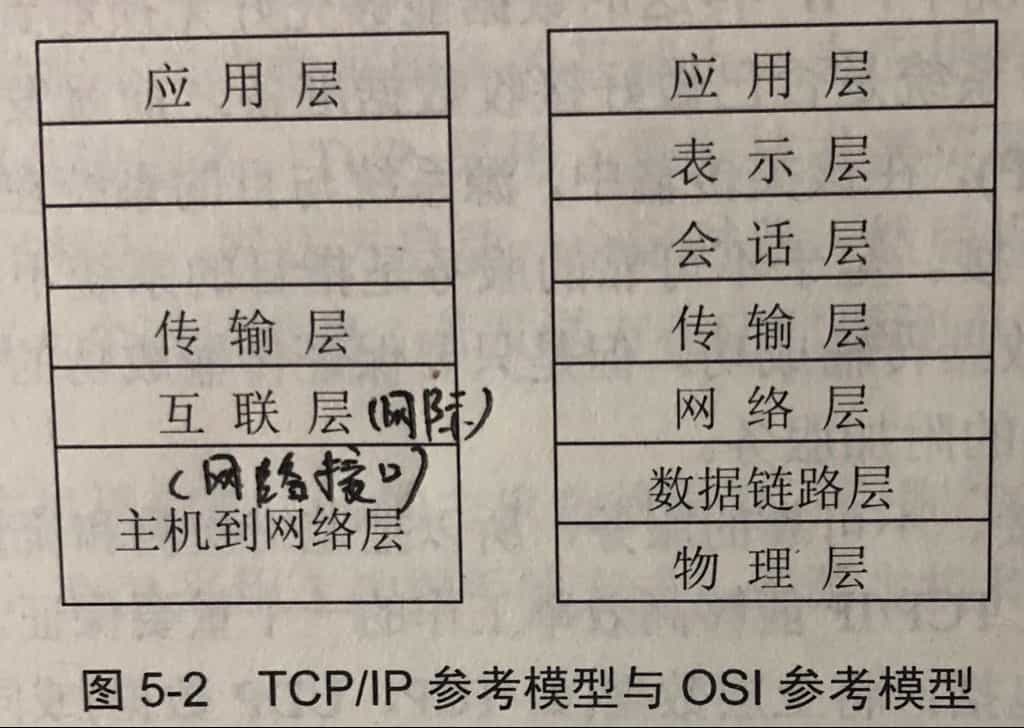 应用层
传输层
互联层(网际)
(网络接口)
主机到网络层
应用层
表示层
会话层
传输层
网络层
数据链路层
物理层
图 5-2 TCP/IP 参考模型与 OSI 参考模型